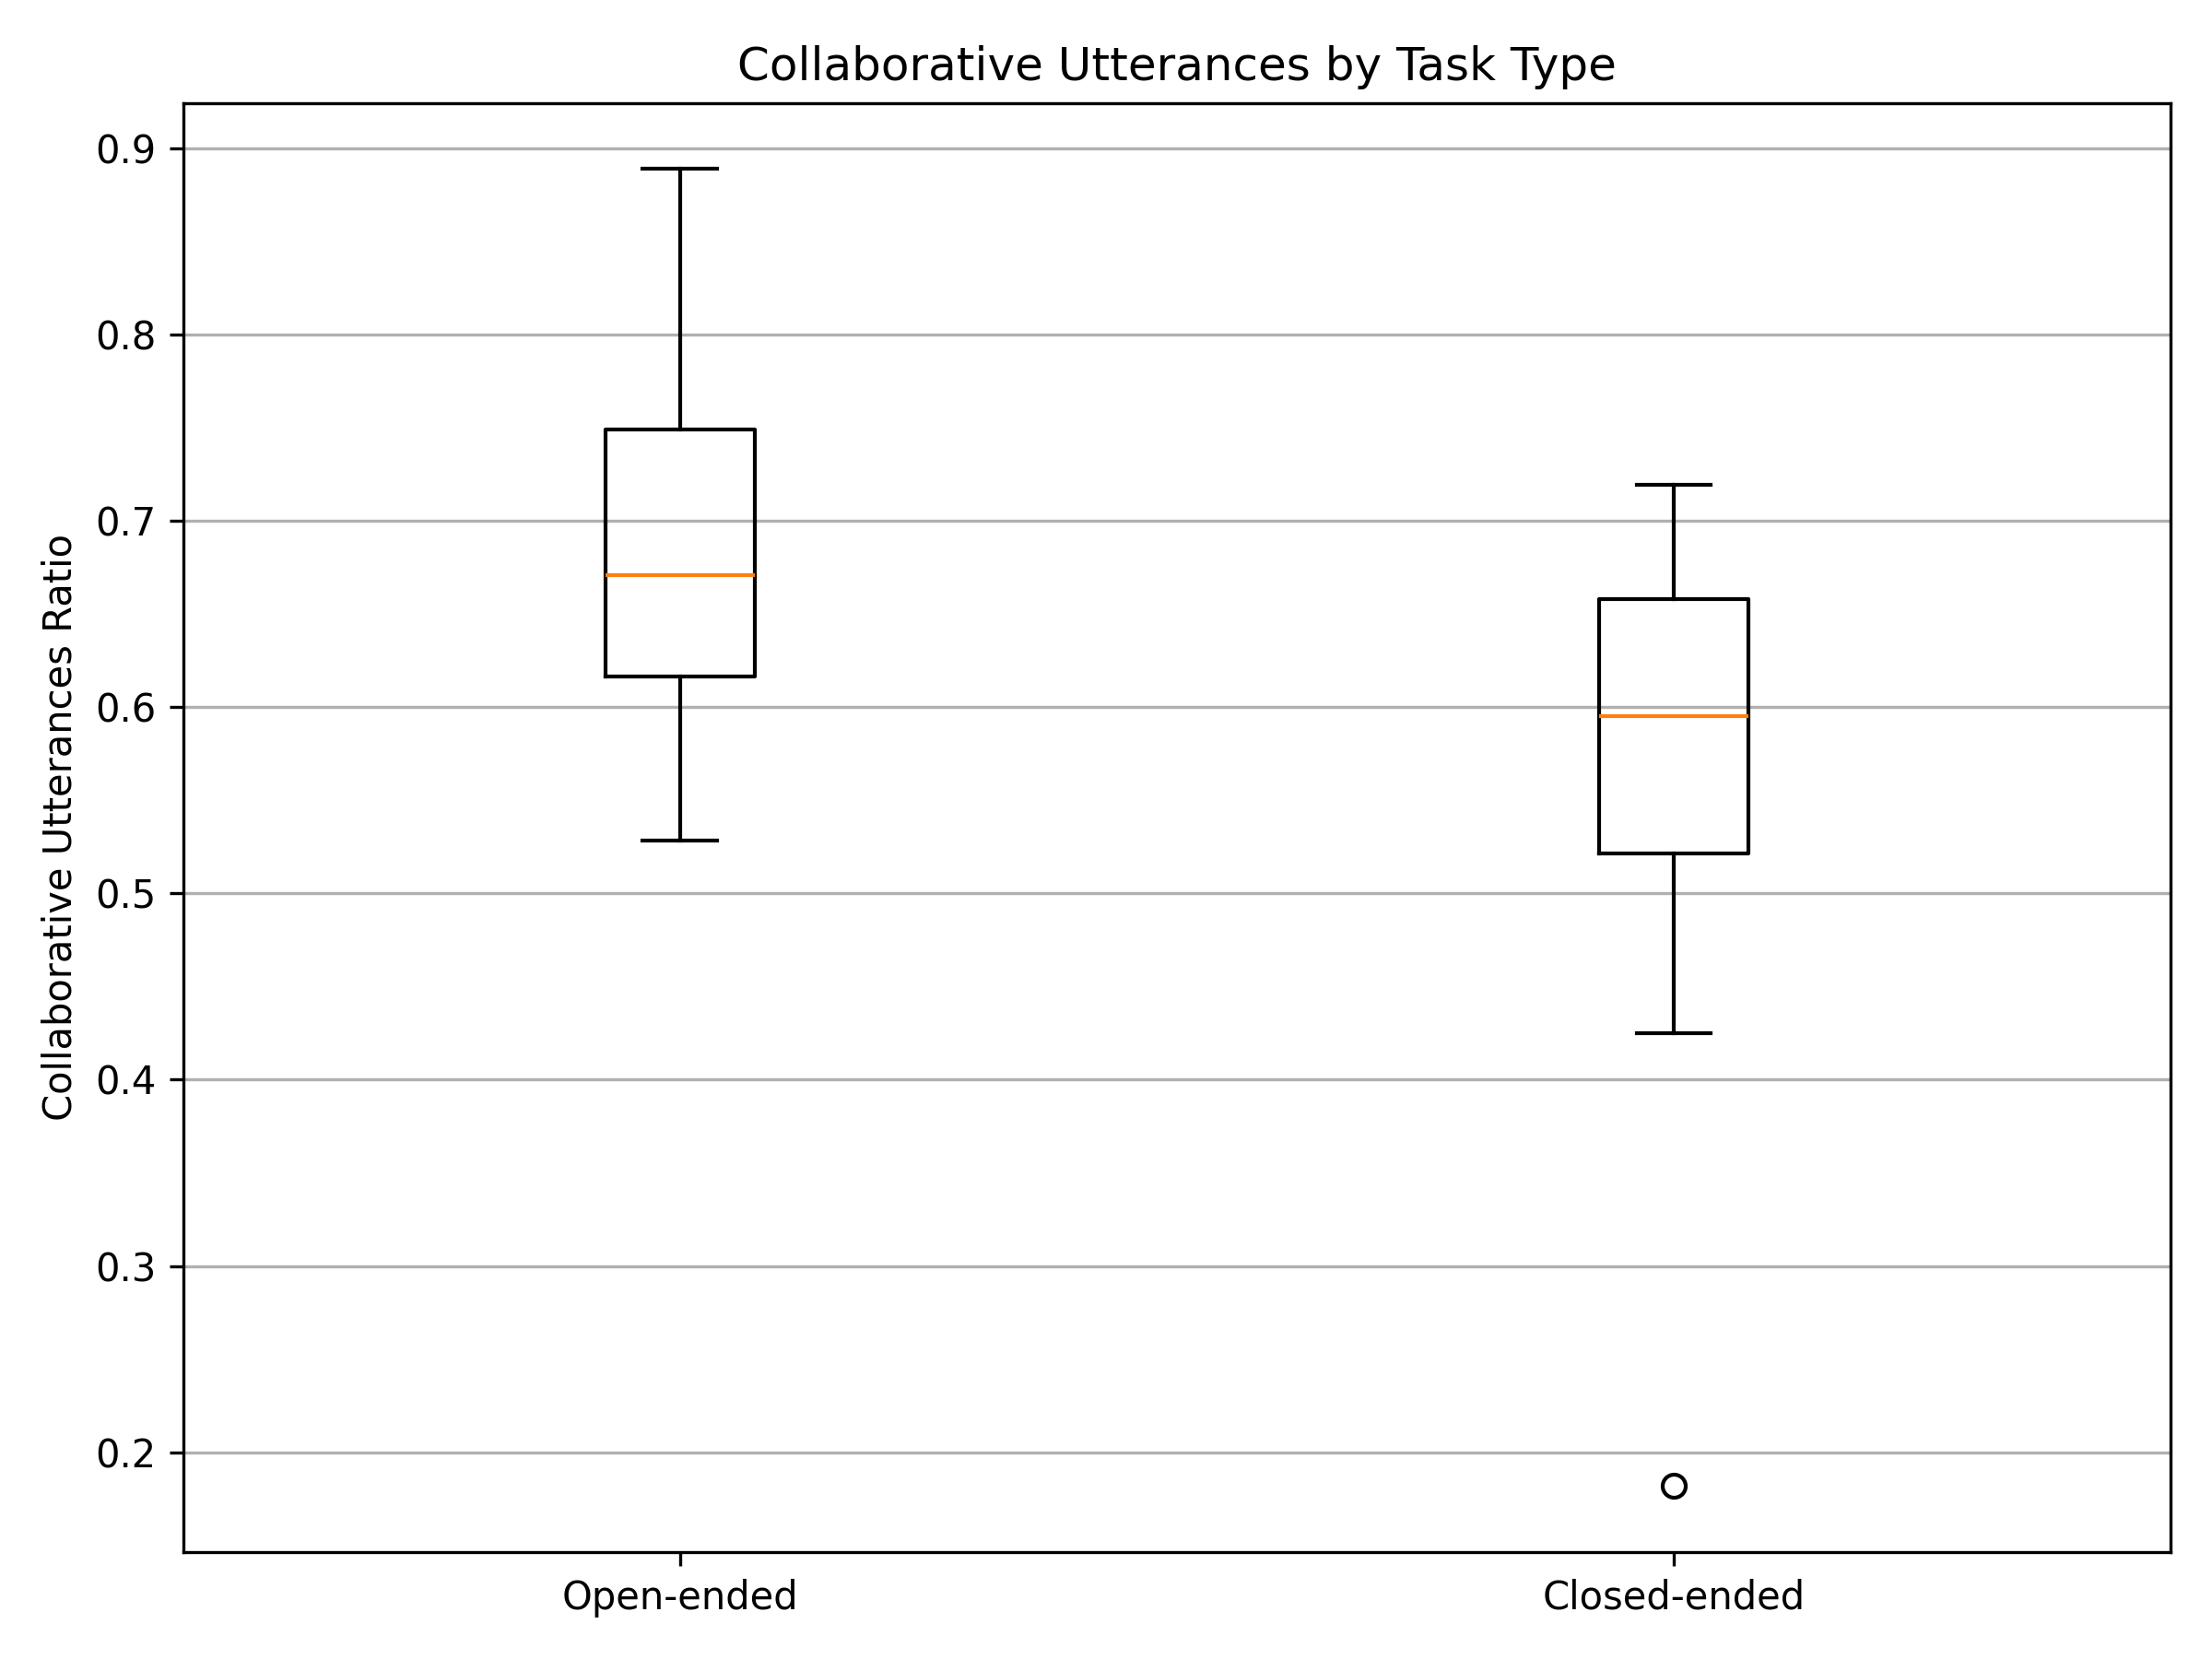 Collaborative Utterances by Task Type
Collaborative Utterances Ratio
0.9
0.8
0.7
0.6
0.5
0.4
0.3
0.2
Open-ended
Closed-ended